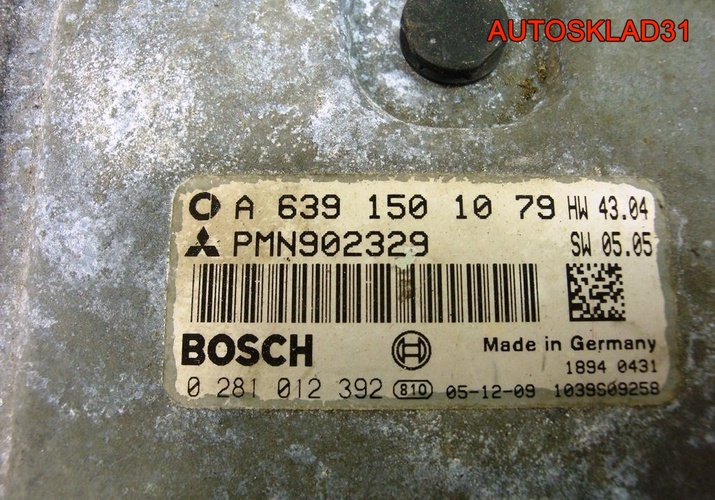 AUTOSKLAD31
A 639 150 10 79 HW 43.04
PMN902329 SW 05.05
BOSCH
Made in Germany
1894 0431
0 281 012 392 810 05-12-09 1039S09258